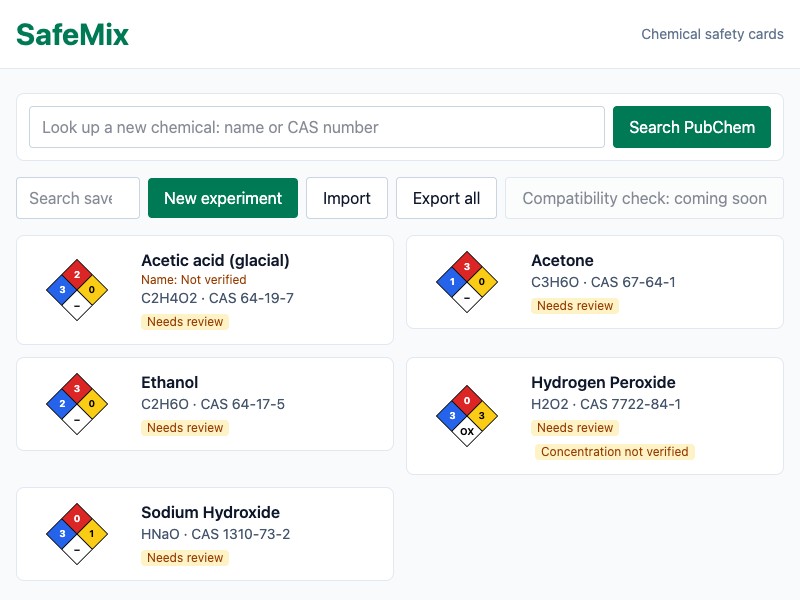 SafeMix
Chemical safety cards
Look up a new chemical: name or CAS number
Search PubChem
Search save
New experiment
Import
Export all
Compatibility check: coming soon
2
3
0
–
Acetic acid (glacial)
Name: Not verified
C2H4O2 · CAS 64-19-7
Needs review
3
1
0
–
Acetone
C3H6O · CAS 67-64-1
Needs review
3
2
0
–
Ethanol
C2H6O · CAS 64-17-5
Needs review
0
3
3
OX
Hydrogen Peroxide
H2O2 · CAS 7722-84-1
Needs review
Concentration not verified
0
3
1
–
Sodium Hydroxide
HNaO · CAS 1310-73-2
Needs review